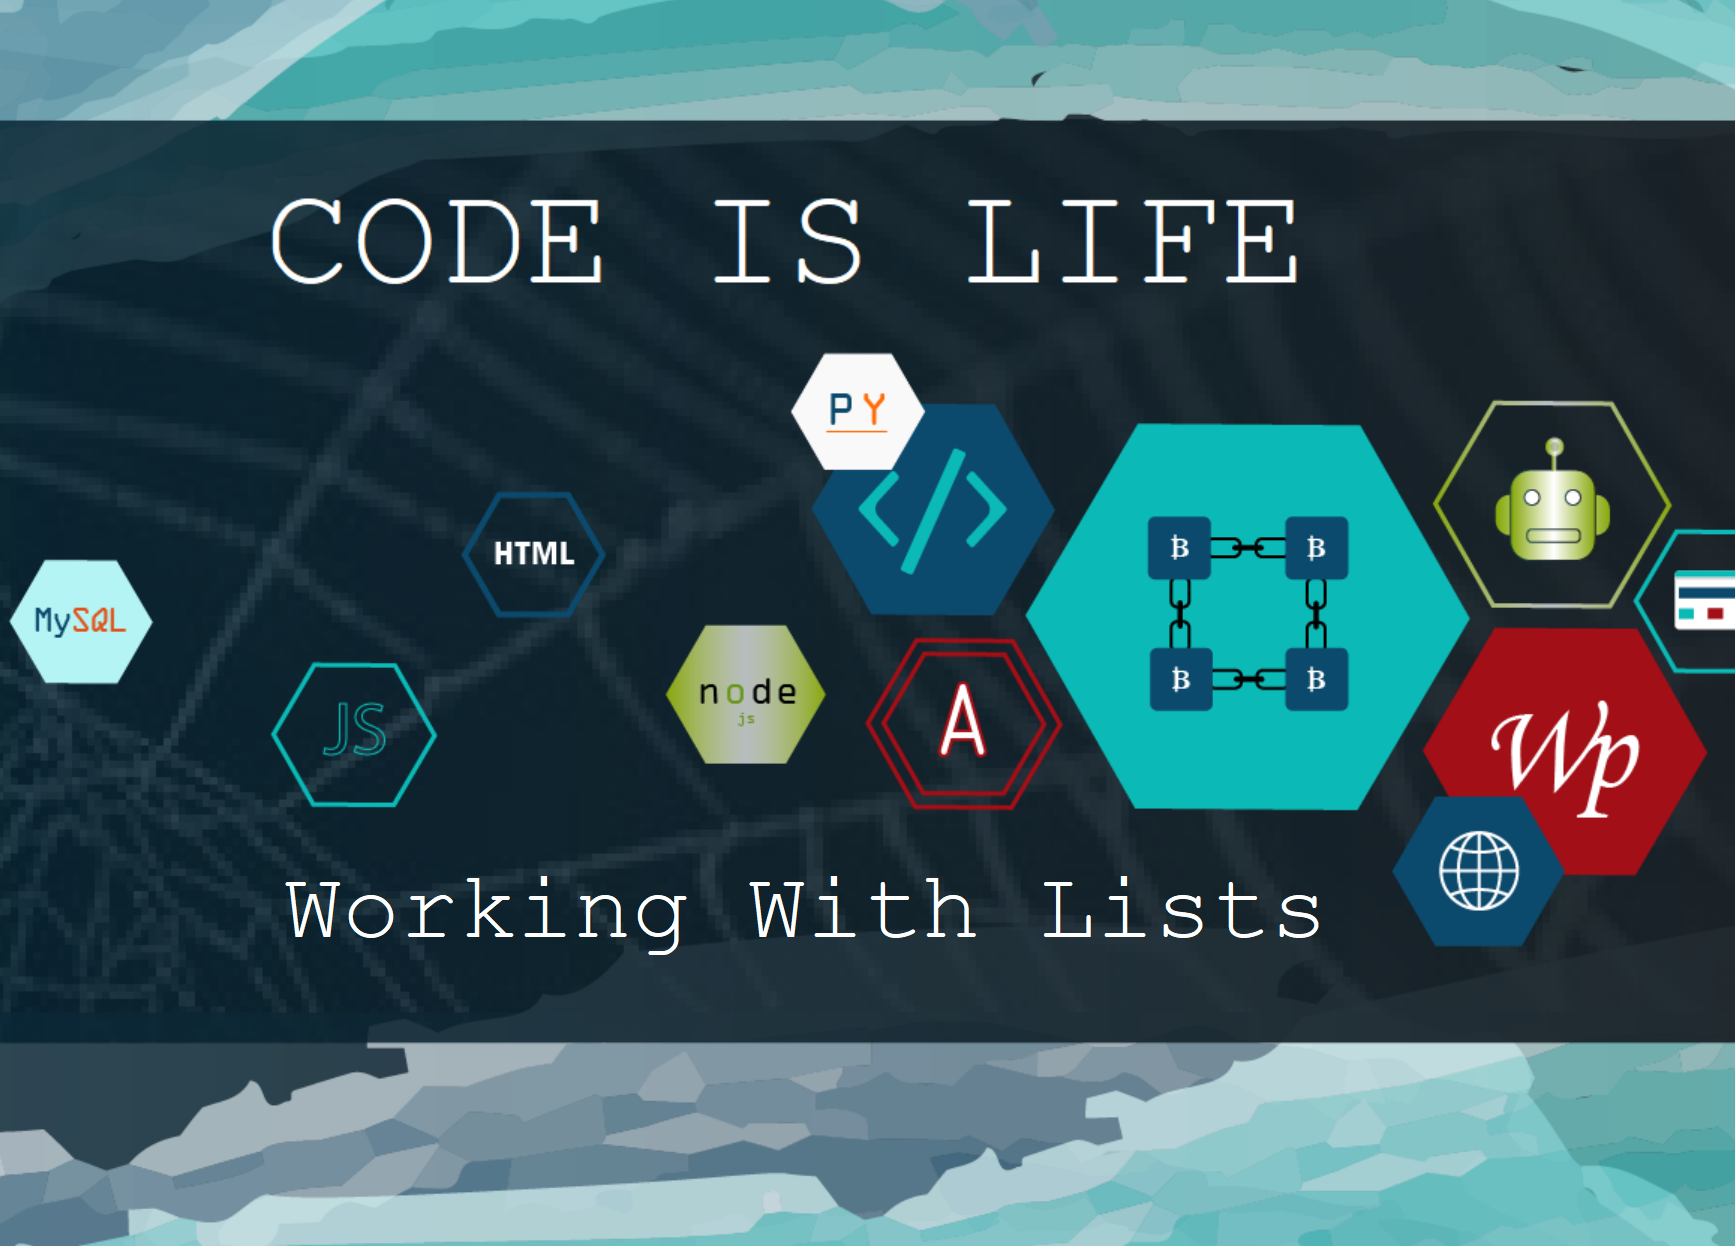 CODE IS LIFE
PY
HTML
MySQL
JS
node
js
A
B B
B B
Wp
Working With Lists